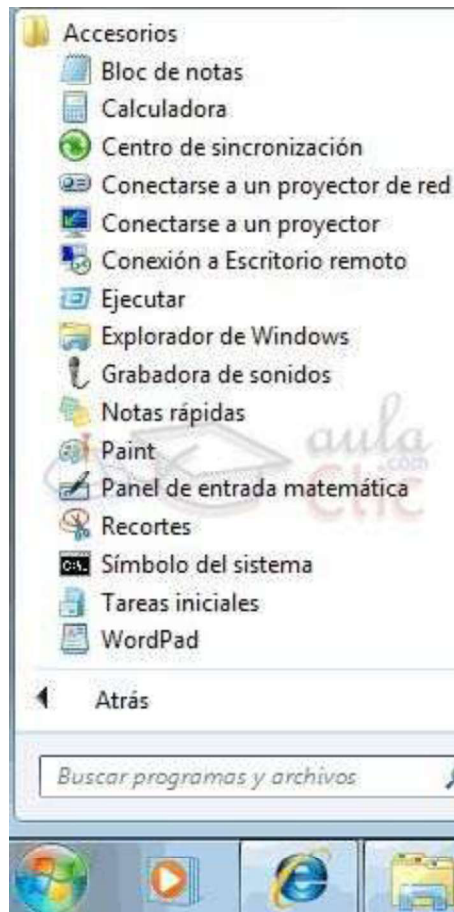 Accesorios
Bloc de notas
Calculadora
Centro de sincronización
Conectarse a un proyector de red
Conectarse a un proyector
Conexión a Escritorio remoto
Ejecutar
Explorador de Windows
Grabadora de sonidos
Notas rápidas
Paint
Panel de entrada matemática
Recortes
Símbolo del sistema
Tareas iniciales
WordPad
Atrás
Buscar programas y archivos
aula
.com
Clic